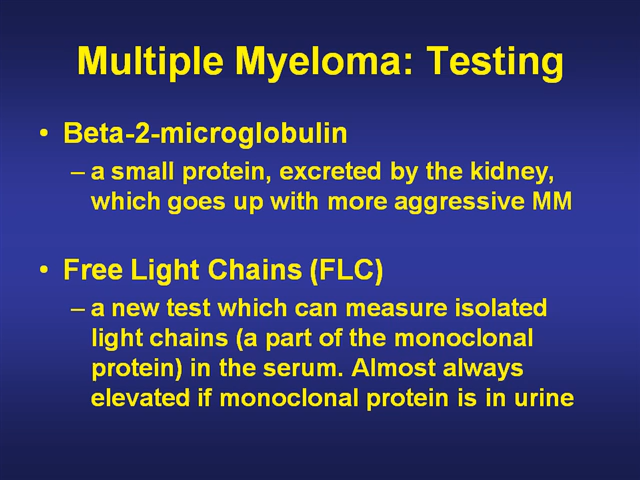 Multiple Myeloma: Testing
• Beta-2-microglobulin
– a small protein, excreted by the kidney,
which goes up with more aggressive MM
• Free Light Chains (FLC)
– a new test which can measure isolated
light chains (a part of the monoclonal
protein) in the serum. Almost always
elevated if monoclonal protein is in urine